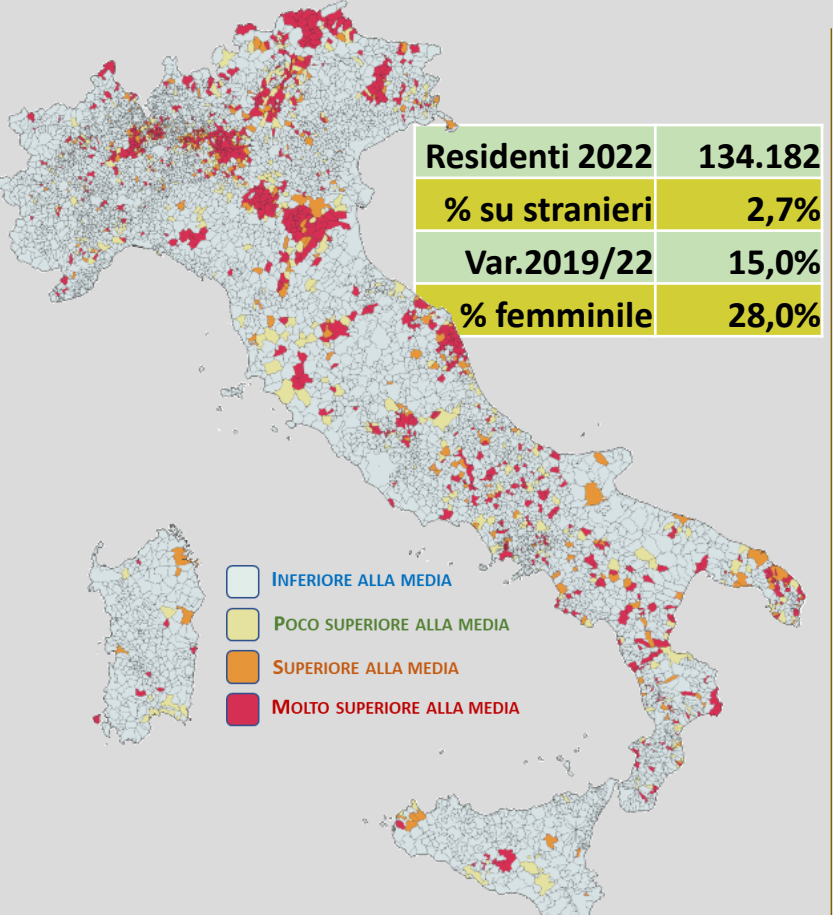 Residenti 2022 134.182
% su stranieri 2,7%
Var.2019/22 15,0%
% femminile 28,0%
INFERIORE ALLA MEDIA
POCO SUPERIORE ALLA MEDIA
SUPERIORE ALLA MEDIA
MOLTO SUPERIORE ALLA MEDIA